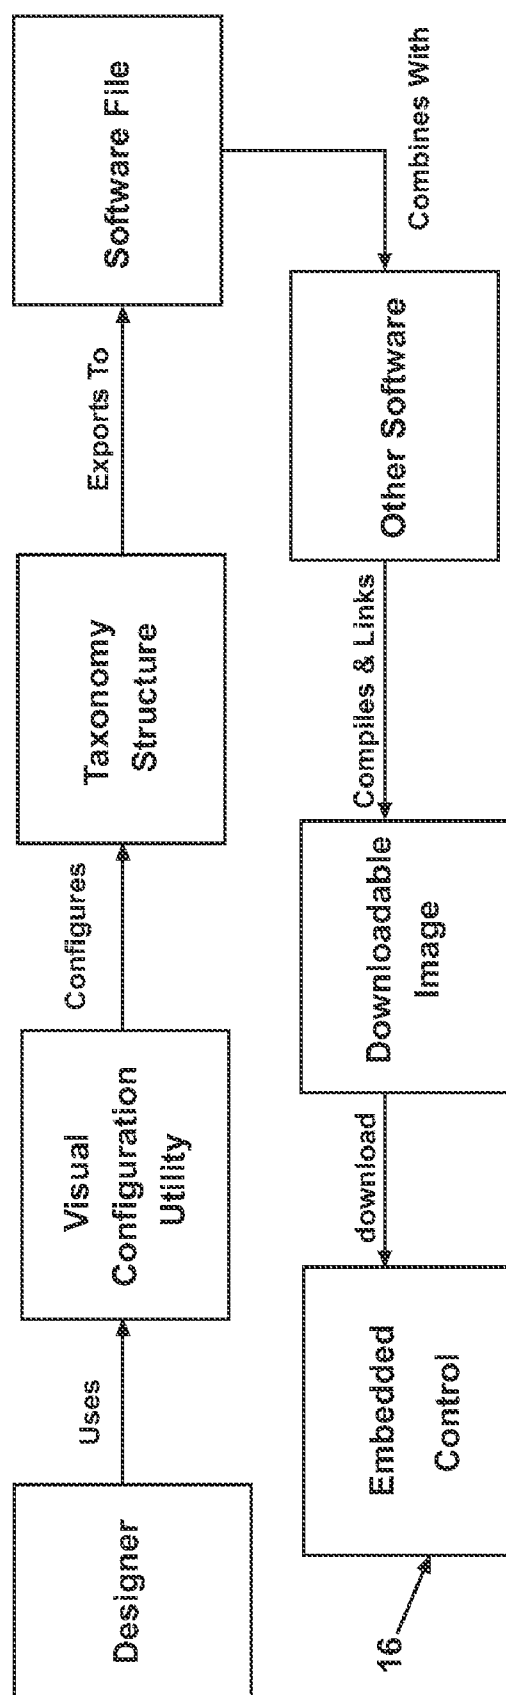 Designer
Uses
Visual
Configuration
Utility
Configures
Taxonomy
Structure
Exports To
Software File
Combines With
Other Software
Compiles & Links
Downloadable
Image
download
Embedded
Control
16